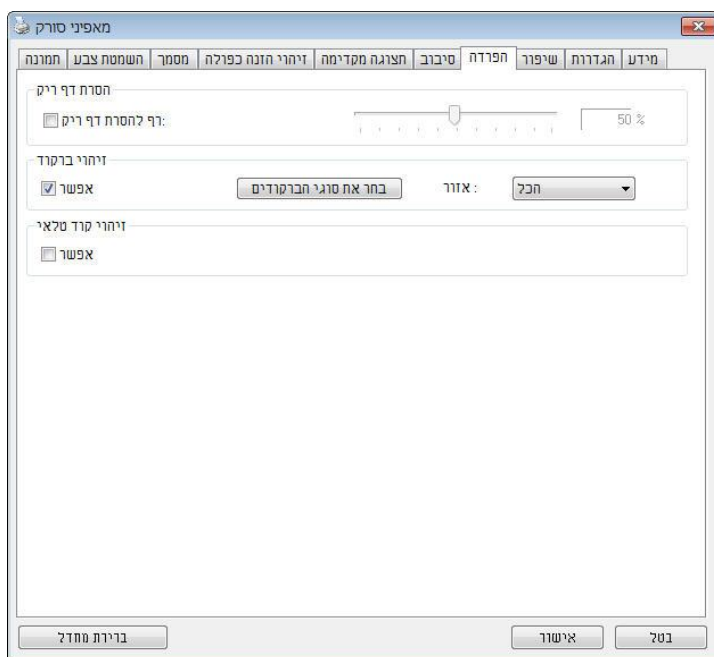 מאפיני סורק
תמונה השמטת צבע מסמך זיהוי הזנה כפולה תצוגה מקדימה סיבוב הפרדה שיפור הגדרות מידע
הסרת דף ריק
רף להסרת דף ריק:
50 %
זיהוי ברקוד
אפשר
בחר את סוגי הברקודים
אזור :
הכל
זיהוי קוד טלאי
אפשר
ברירת מחדל
אישור
בטל